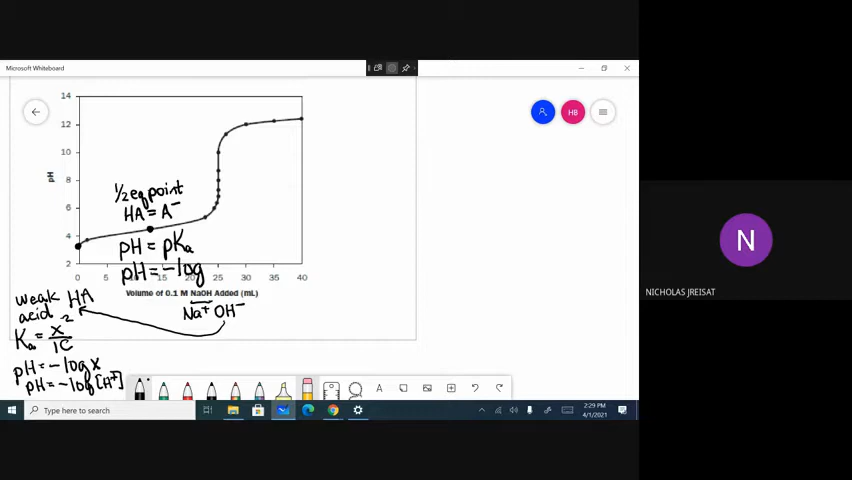 Microsoft Whiteboard
14
12
10
8
6
4
2
pH
1/2 eq point
HA = A⁻
pH = pKa
pH = -log
0 5 10 15 20 25 30 35 40
Volume of 0.1 M NaOH Added (mL)
Na⁺ OH⁻
weak HA
acid
Ka = x²/IC
pH = -log x
pH = -log[H⁺]
HB
N
NICHOLAS JREISAT
A
Type here to search
2:29 PM
4/1/2021